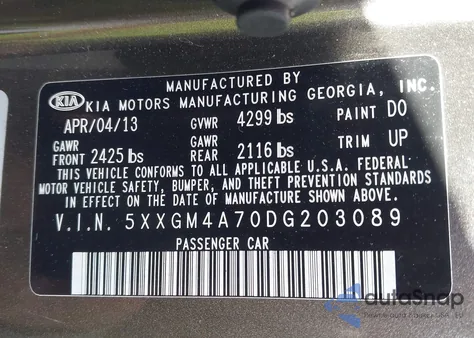 MANUFACTURED BY
KIA KIA MOTORS MANUFACTURING GEORGIA, INC.
APR/04/13 GVWR 4299 lbs PAINT DO
GAWR FRONT 2425 lbs GAWR REAR 2116 lbs TRIM UP
THIS VEHICLE CONFORMS TO ALL APPLICABLE U.S.A. FEDERAL
MOTOR VEHICLE SAFETY, BUMPER, AND THEFT PREVENTION STANDARDS
IN EFFECT ON THE DATE OF MANUFACTURE SHOWN ABOVE.
V.I.N. 5XXGM4A70DG203089
PASSENGER CAR
autoSnap